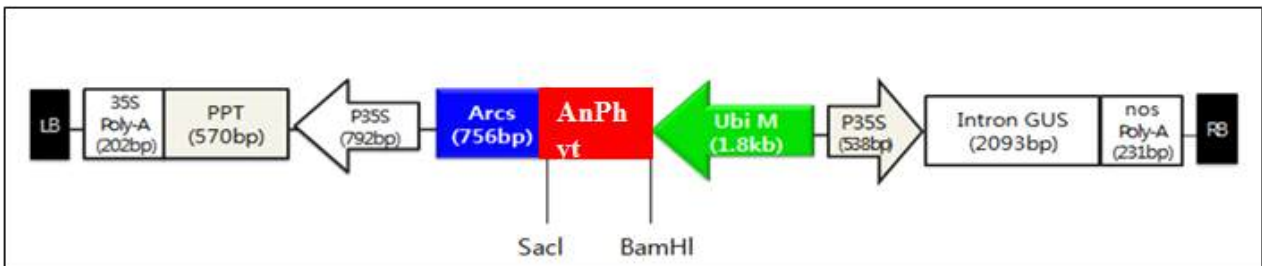 LB
35S
Poly-A
(202bp)
PPT
(570bp)
P35S
(792bp)
Arcs
(756bp)
AnPh
yt
Ubi M
(1.8kb)
P35S
(538bp)
Intron GUS
(2093bp)
nos
Poly-A
(231bp)
RB
SacI
BamHI